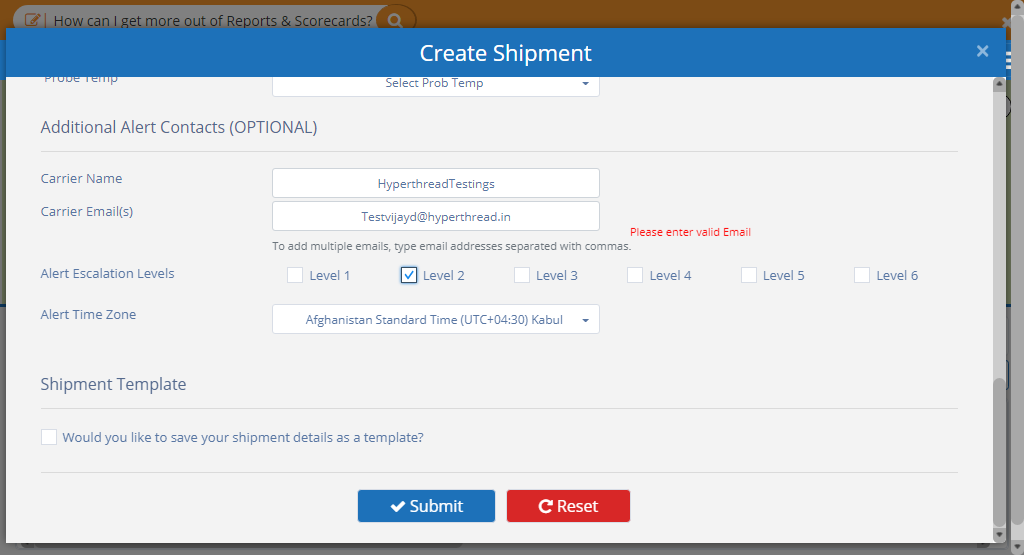 How can I get more out of Reports & Scorecards?
Create Shipment ×
Probe Temp Select Prob Temp
Additional Alert Contacts (OPTIONAL)
Carrier Name HyperthreadTestings
Carrier Email(s) Testvijayd@hyperthread.in
Please enter valid Email
To add multiple emails, type email addresses separated with commas.
Alert Escalation Levels Level 1 Level 2 Level 3 Level 4 Level 5 Level 6
Alert Time Zone Afghanistan Standard Time (UTC+04:30) Kabul
Shipment Template
Would you like to save your shipment details as a template?
Submit Reset